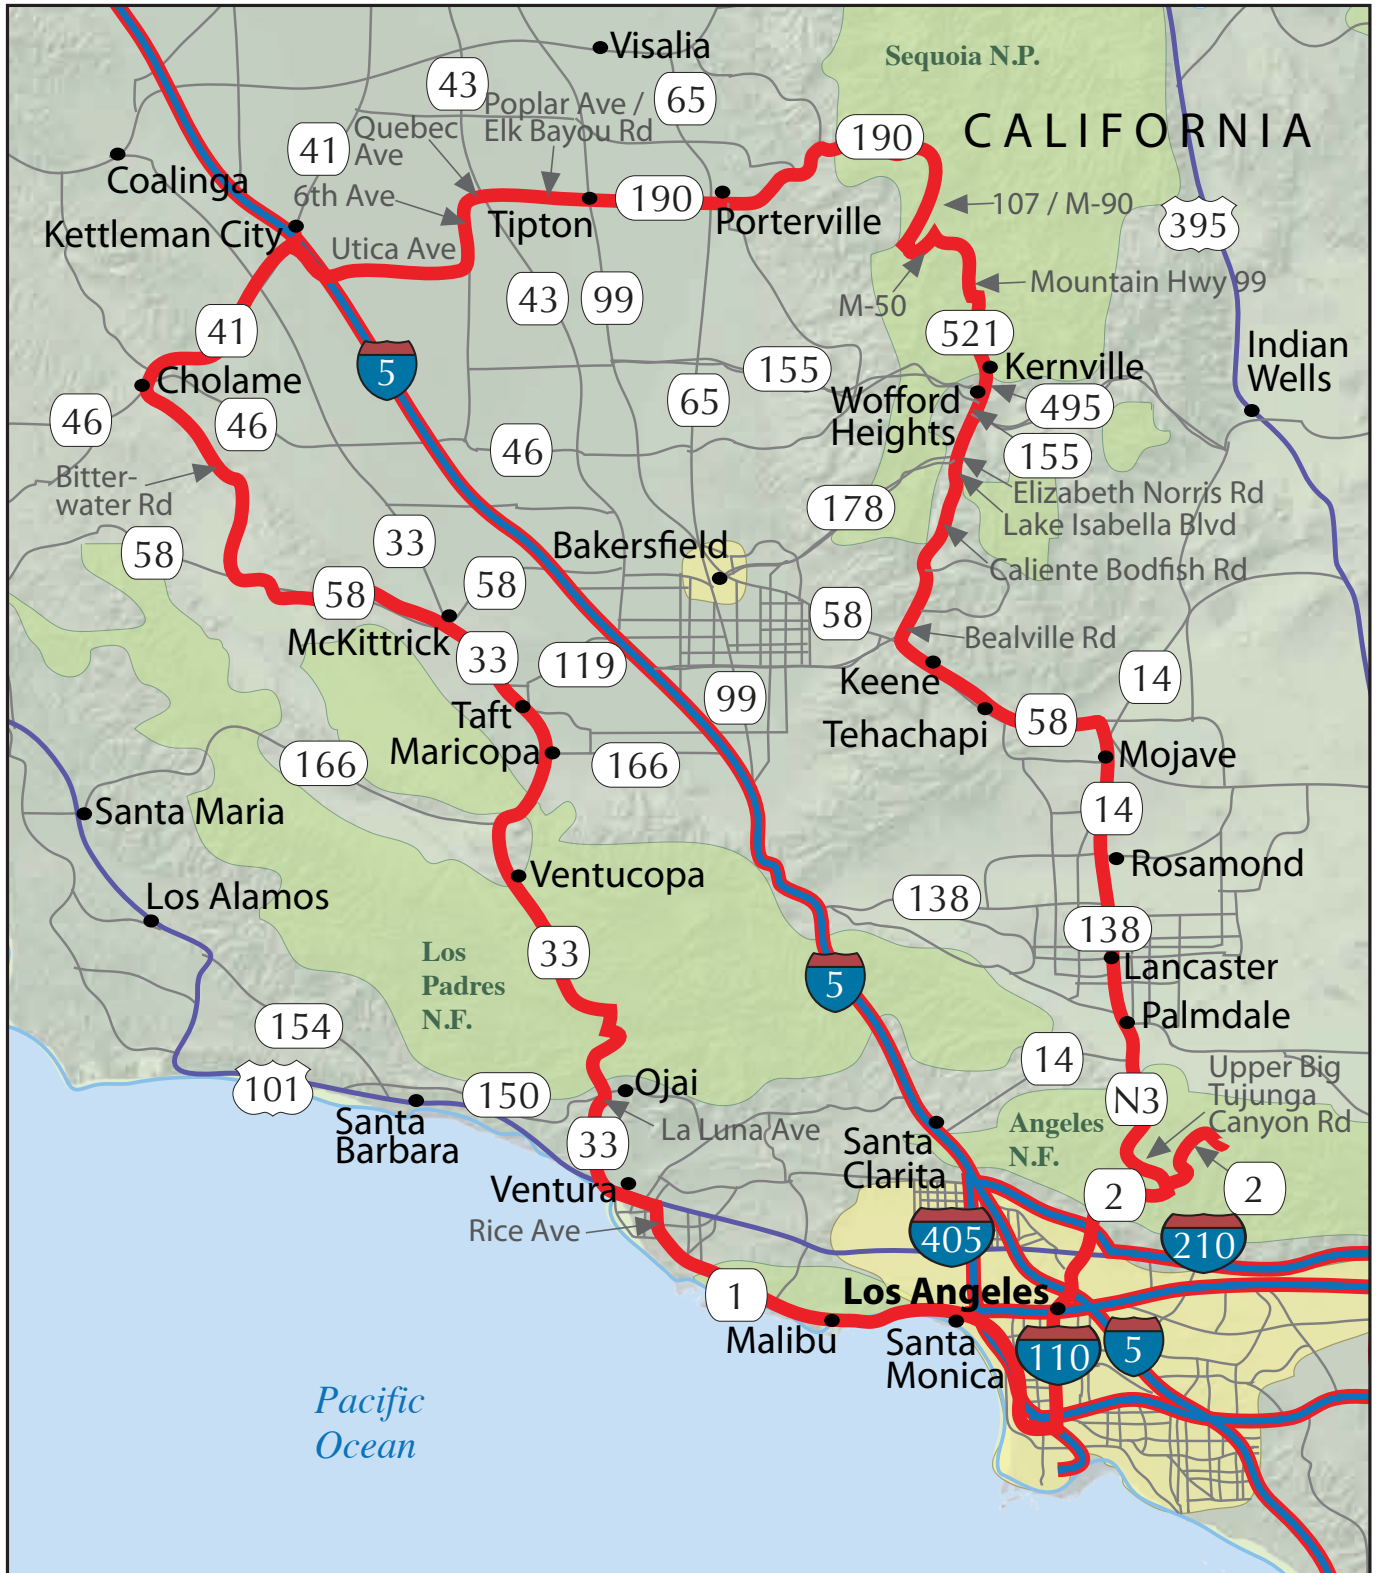 Visalia
Sequoia N.P.
43
Poplar Ave /
Elk Bayou Rd
65
CALIFORNIA
190
41
Quebec
Ave
Coalinga
6th Ave
190
Tipton
Porterville
107 / M-90
395
Kettleman City
Utica Ave
M-50
Mountain Hwy 99
43
99
41
521
Indian
Wells
5
155
Kernville
Cholame
65
Wofford
Heights
495
46
46
46
155
Bitter-
water Rd
Elizabeth Norris Rd
178
Lake Isabella Blvd
58
33
Bakersfield
58
Caliente Bodfish Rd
58
58
Bealville Rd
McKittrick
33
119
Keene
14
99
Taft
58
Tehachapi
Maricopa
166
166
Mojave
Santa Maria
14
Rosamond
Ventucopa
Los Alamos
138
138
Los
Padres
N.F.
33
5
Lancaster
Palmdale
154
14
Upper Big
Tujunga
Canyon Rd
101
150
Ojai
N3
Santa
Barbara
La Luna Ave
Angeles
N.F.
33
Santa
Clarita
Ventura
2
2
Rice Ave
405
210
1
Los Angeles
Malibu
Santa
Monica
110
5
Pacific
Ocean